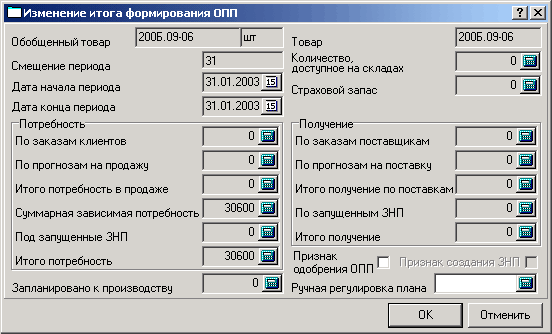 Изменение итога формирования ОПП
Обобщенный товар 200Б.09-06 шт
Смещение периода 31
Дата начала периода 31.01.2003 15
Дата конца периода 31.01.2003 15
Потребность
По заказам клиентов 0
По прогнозам на продажу 0
Итого потребность в продаже 0
Суммарная зависимая потребность 30600
Под запущенные ЗНП 0
Итого потребность 30600
Запланировано к производству 0
Товар 200Б.09-06
Количество,
доступное на складах 0
Страховой запас 0
Получение
По заказам поставщикам 0
По прогнозам на поставку 0
Итого получение по поставкам 0
По запущенным ЗНП 0
Итого получение 0
Признак
одобрения ОПП
Признак создания ЗНП
Ручная регулировка плана
OK
Отменить